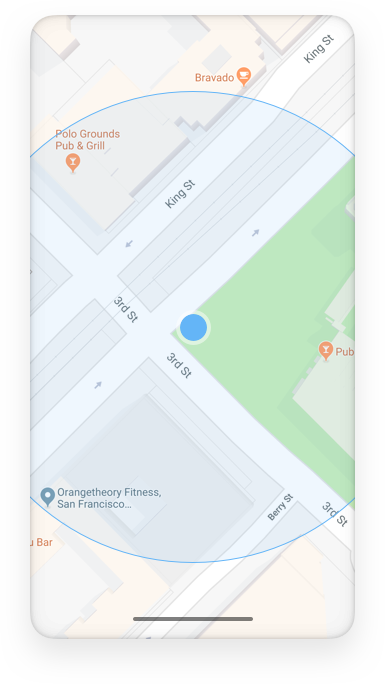 King St
Bravado
Polo Grounds
Pub & Grill
King St
3rd St
3rd St
Pub
Orangetheory Fitness,
San Francisco...
Berry St
3rd St
u Bar